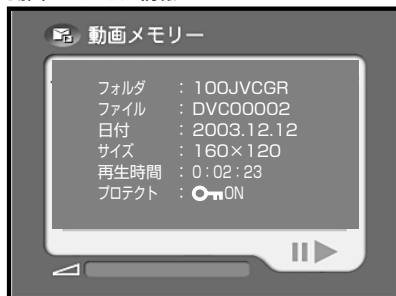 動画メモリー
フォルダ : 100JVCGR
ファイル : DVC00002
日付 : 2003.12.12
サイズ : 160×120
再生時間 : 0:02:23
プロテクト : ON